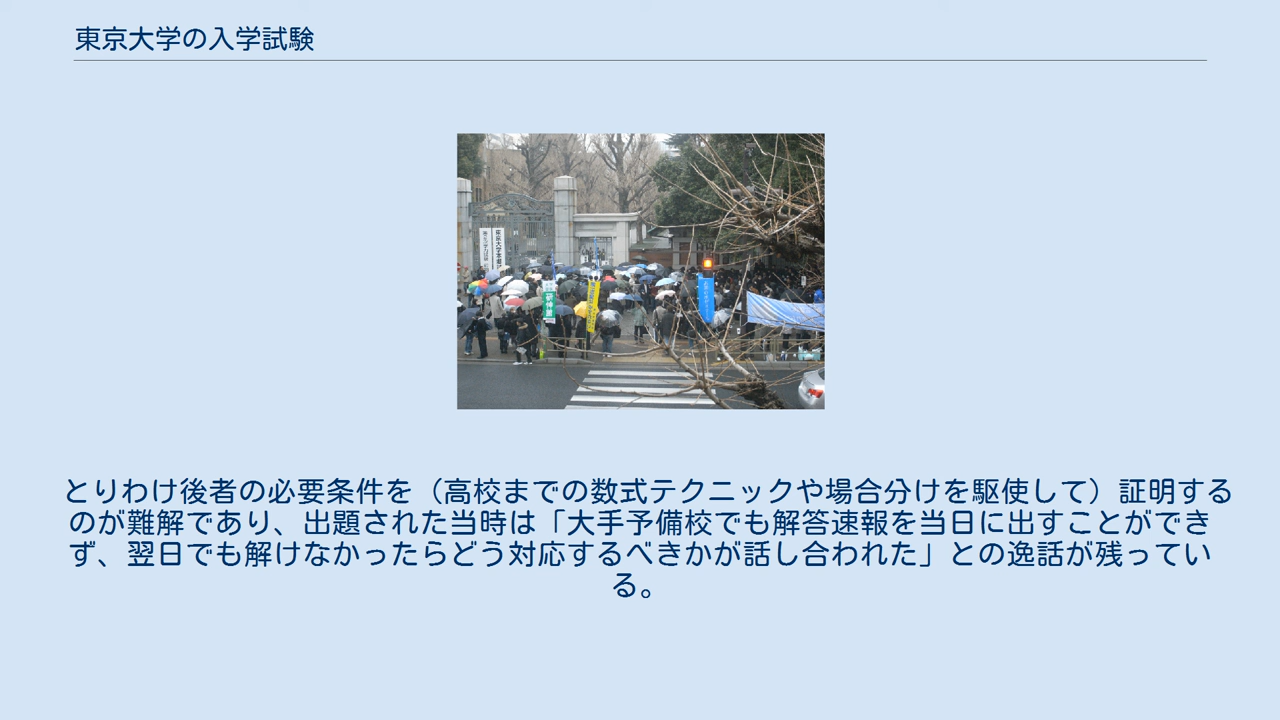 東京大学の入学試験
とりわけ後者の必要条件を（高校までの数式テクニックや場合分けを駆使して）証明する
のが難解であり、出題された当時は「大手予備校でも解答速報を当日に出すことができ
ず、翌日でも解けなかったらどう対応するべきかが話し合われた」との逸話が残ってい
る。